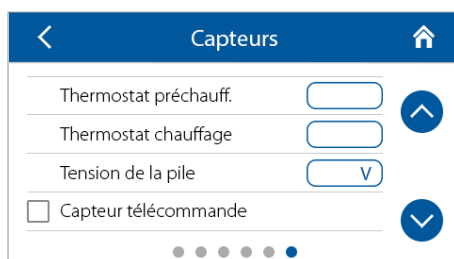 Capteurs
Thermostat préchauff.
Thermostat chauffage
Tension de la pile V
Capteur télécommande